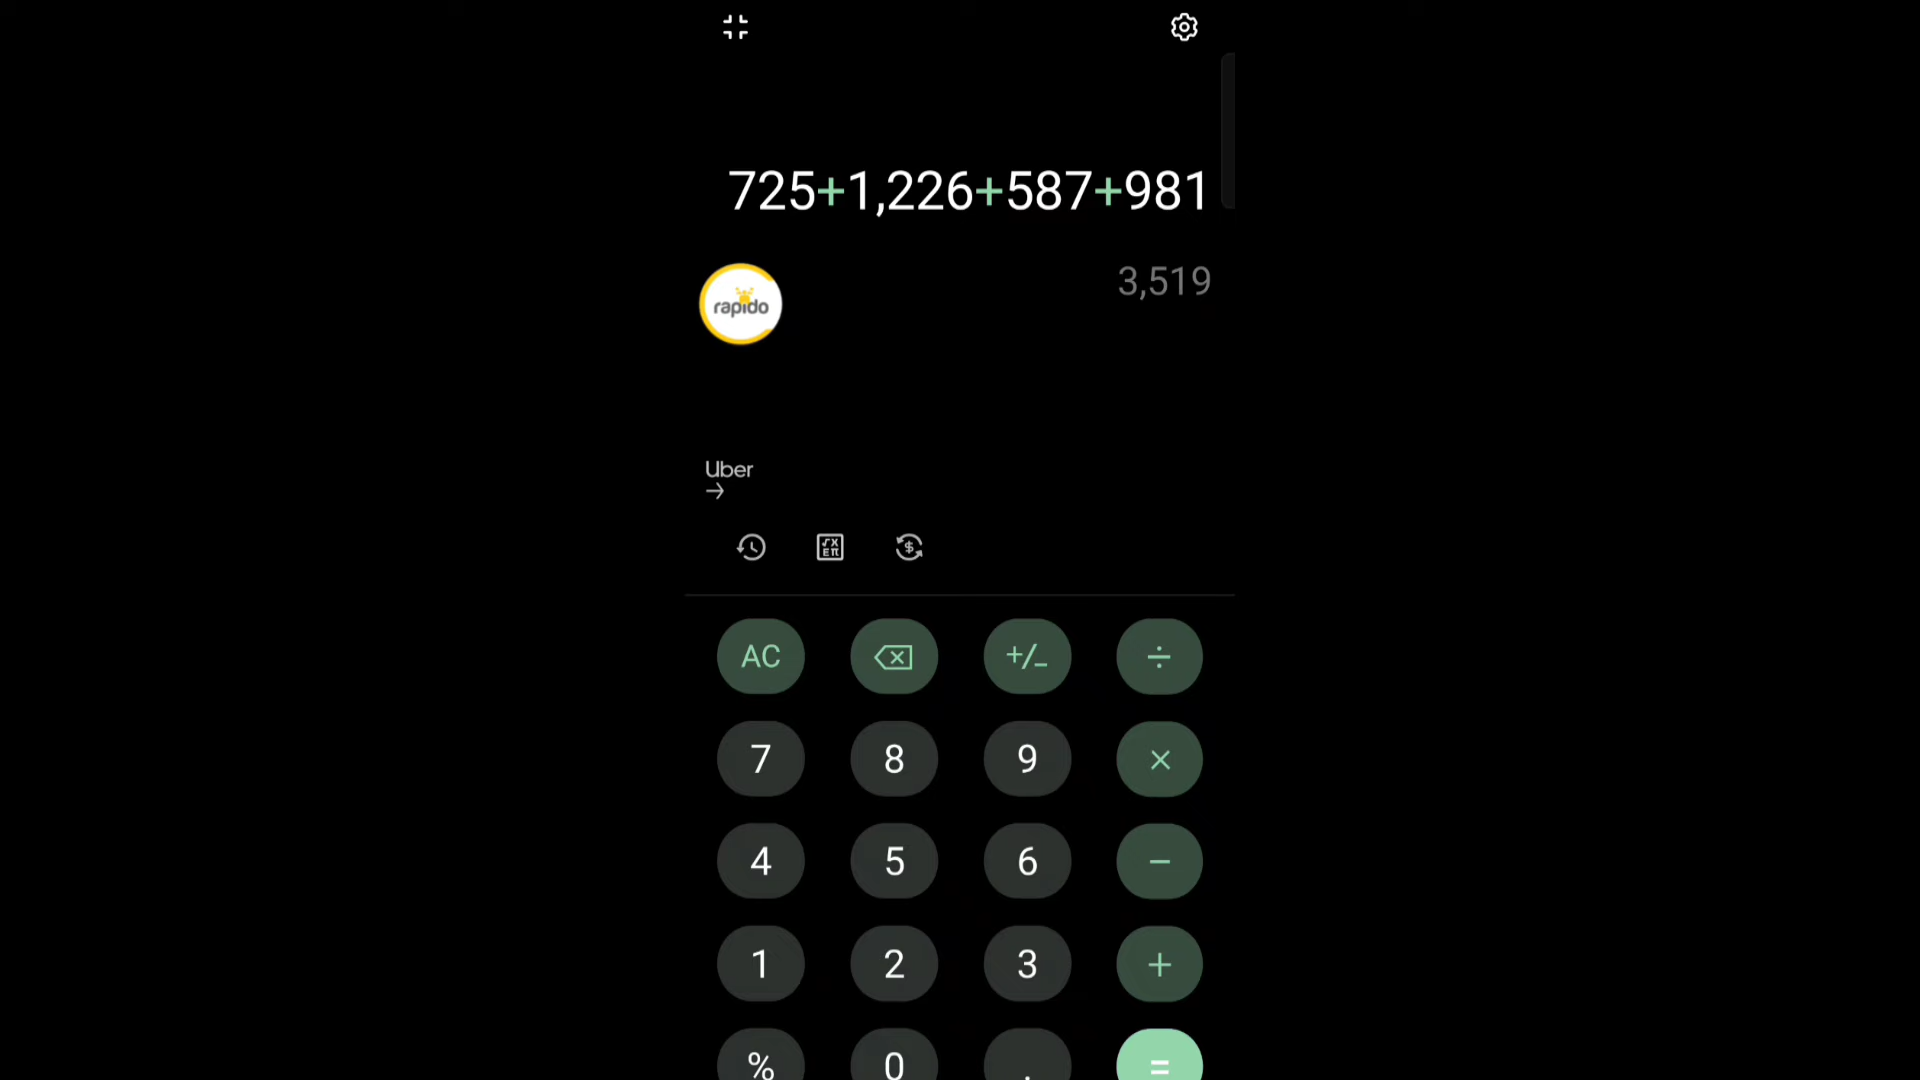 725+1,226+587+981
3,519
rapido
Uber
→
√x
Eπ
$
AC +/− ÷
7 8 9 ×
4 5 6 −
1 2 3 +
% 0 . =